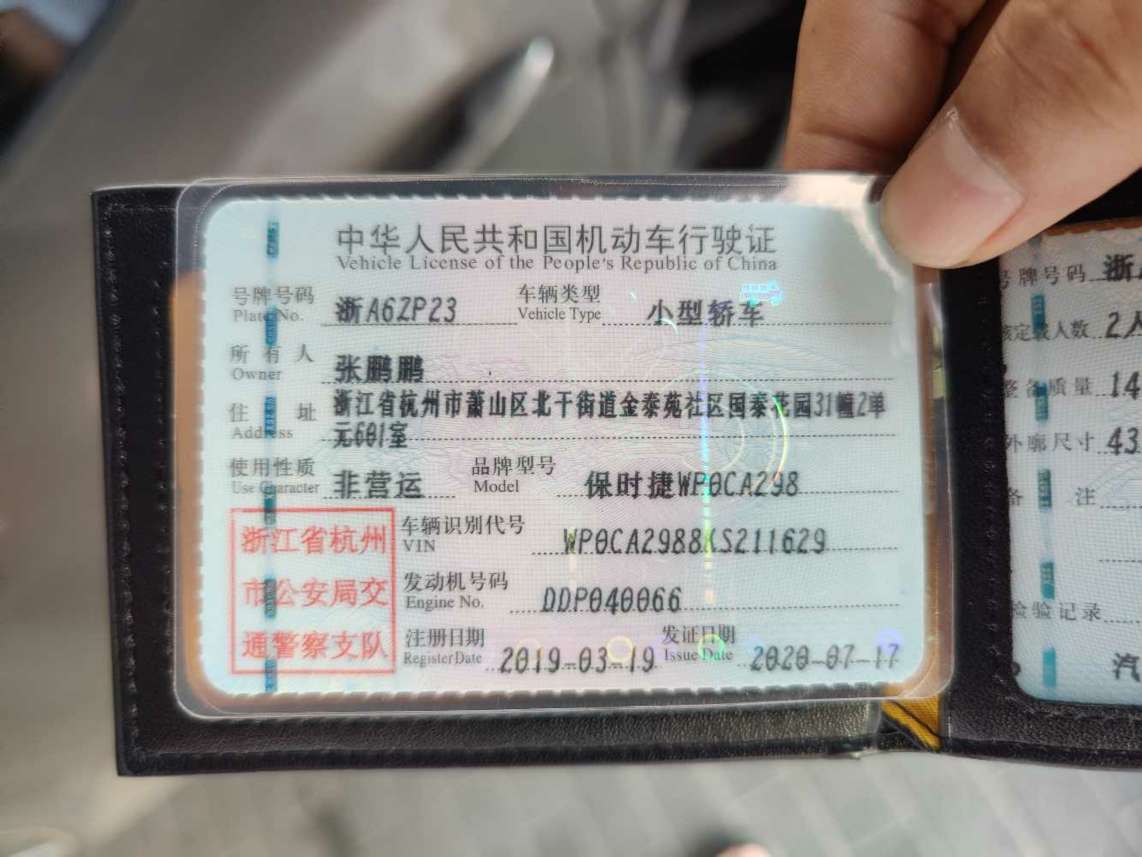 中华人民共和国机动车行驶证
Vehicle License of the People's Republic of China
号牌号码 浙A6ZP23 车辆类型 小型轿车
Plate No. Vehicle Type
所有人 张鹏鹏
Owner
住址 浙江省杭州市萧山区北干街道金泰苑社区国泰花园31幢2单
Address 元601室
使用性质 非营运 品牌型号 保时捷WP0CA298
Use Character Model
浙江省杭州
市公安局交
通警察支队
车辆识别代号 WP0CA2988KS211629
VIN
发动机号码 DDP040066
Engine No.
注册日期 2019-03-19 发证日期 2020-07-17
Register Date Issue Date
号牌号码 浙
核定载人数 2人
整备质量 14
外廓尺寸 43
备注
检验记录
汽